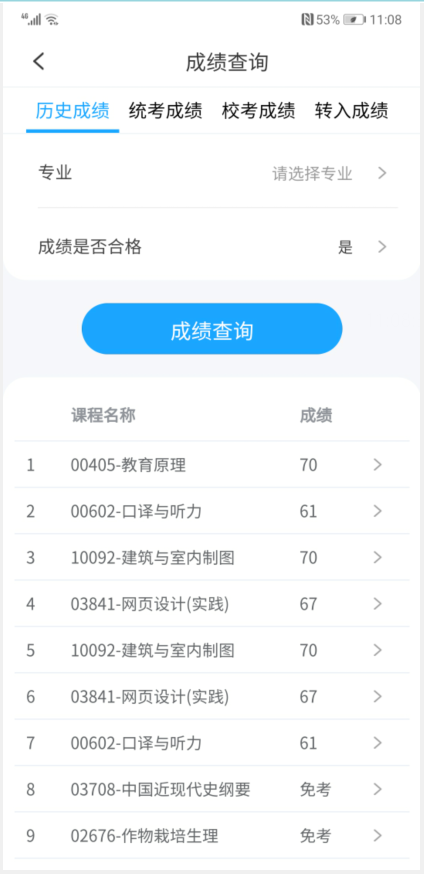 4G 53% 11:08
成绩查询
历史成绩 统考成绩 校考成绩 转入成绩
专业 请选择专业
成绩是否合格 是
成绩查询
课程名称 成绩
1 00405-教育原理 70
2 00602-口译与听力 61
3 10092-建筑与室内制图 70
4 03841-网页设计(实践) 67
5 10092-建筑与室内制图 70
6 03841-网页设计(实践) 67
7 00602-口译与听力 61
8 03708-中国近现代史纲要 免考
9 02676-作物栽培生理 免考